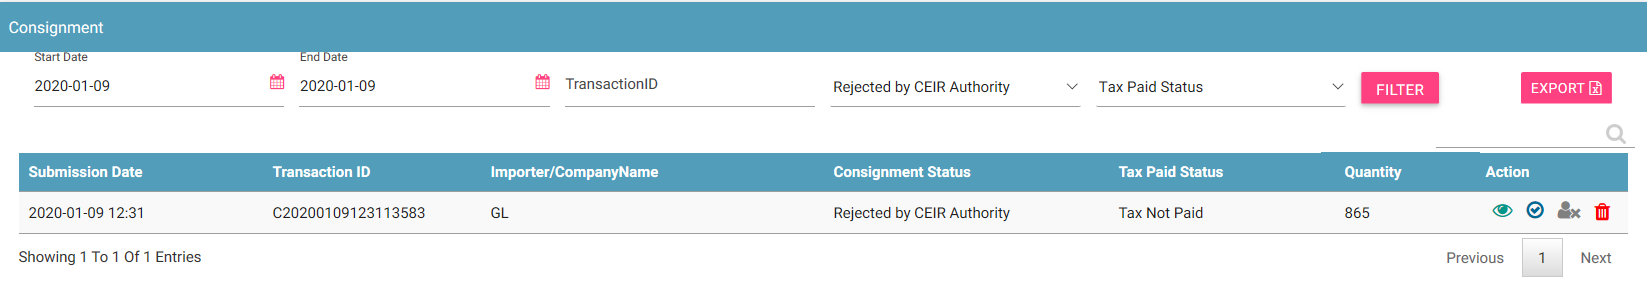 Consignment
Start Date End Date
2020-01-09 2020-01-09 TransactionID Rejected by CEIR Authority Tax Paid Status FILTER EXPORT
Submission Date Transaction ID Importer/CompanyName Consignment Status Tax Paid Status Quantity Action
2020-01-09 12:31 C20200109123113583 GL Rejected by CEIR Authority Tax Not Paid 865
Showing 1 To 1 Of 1 Entries Previous 1 Next